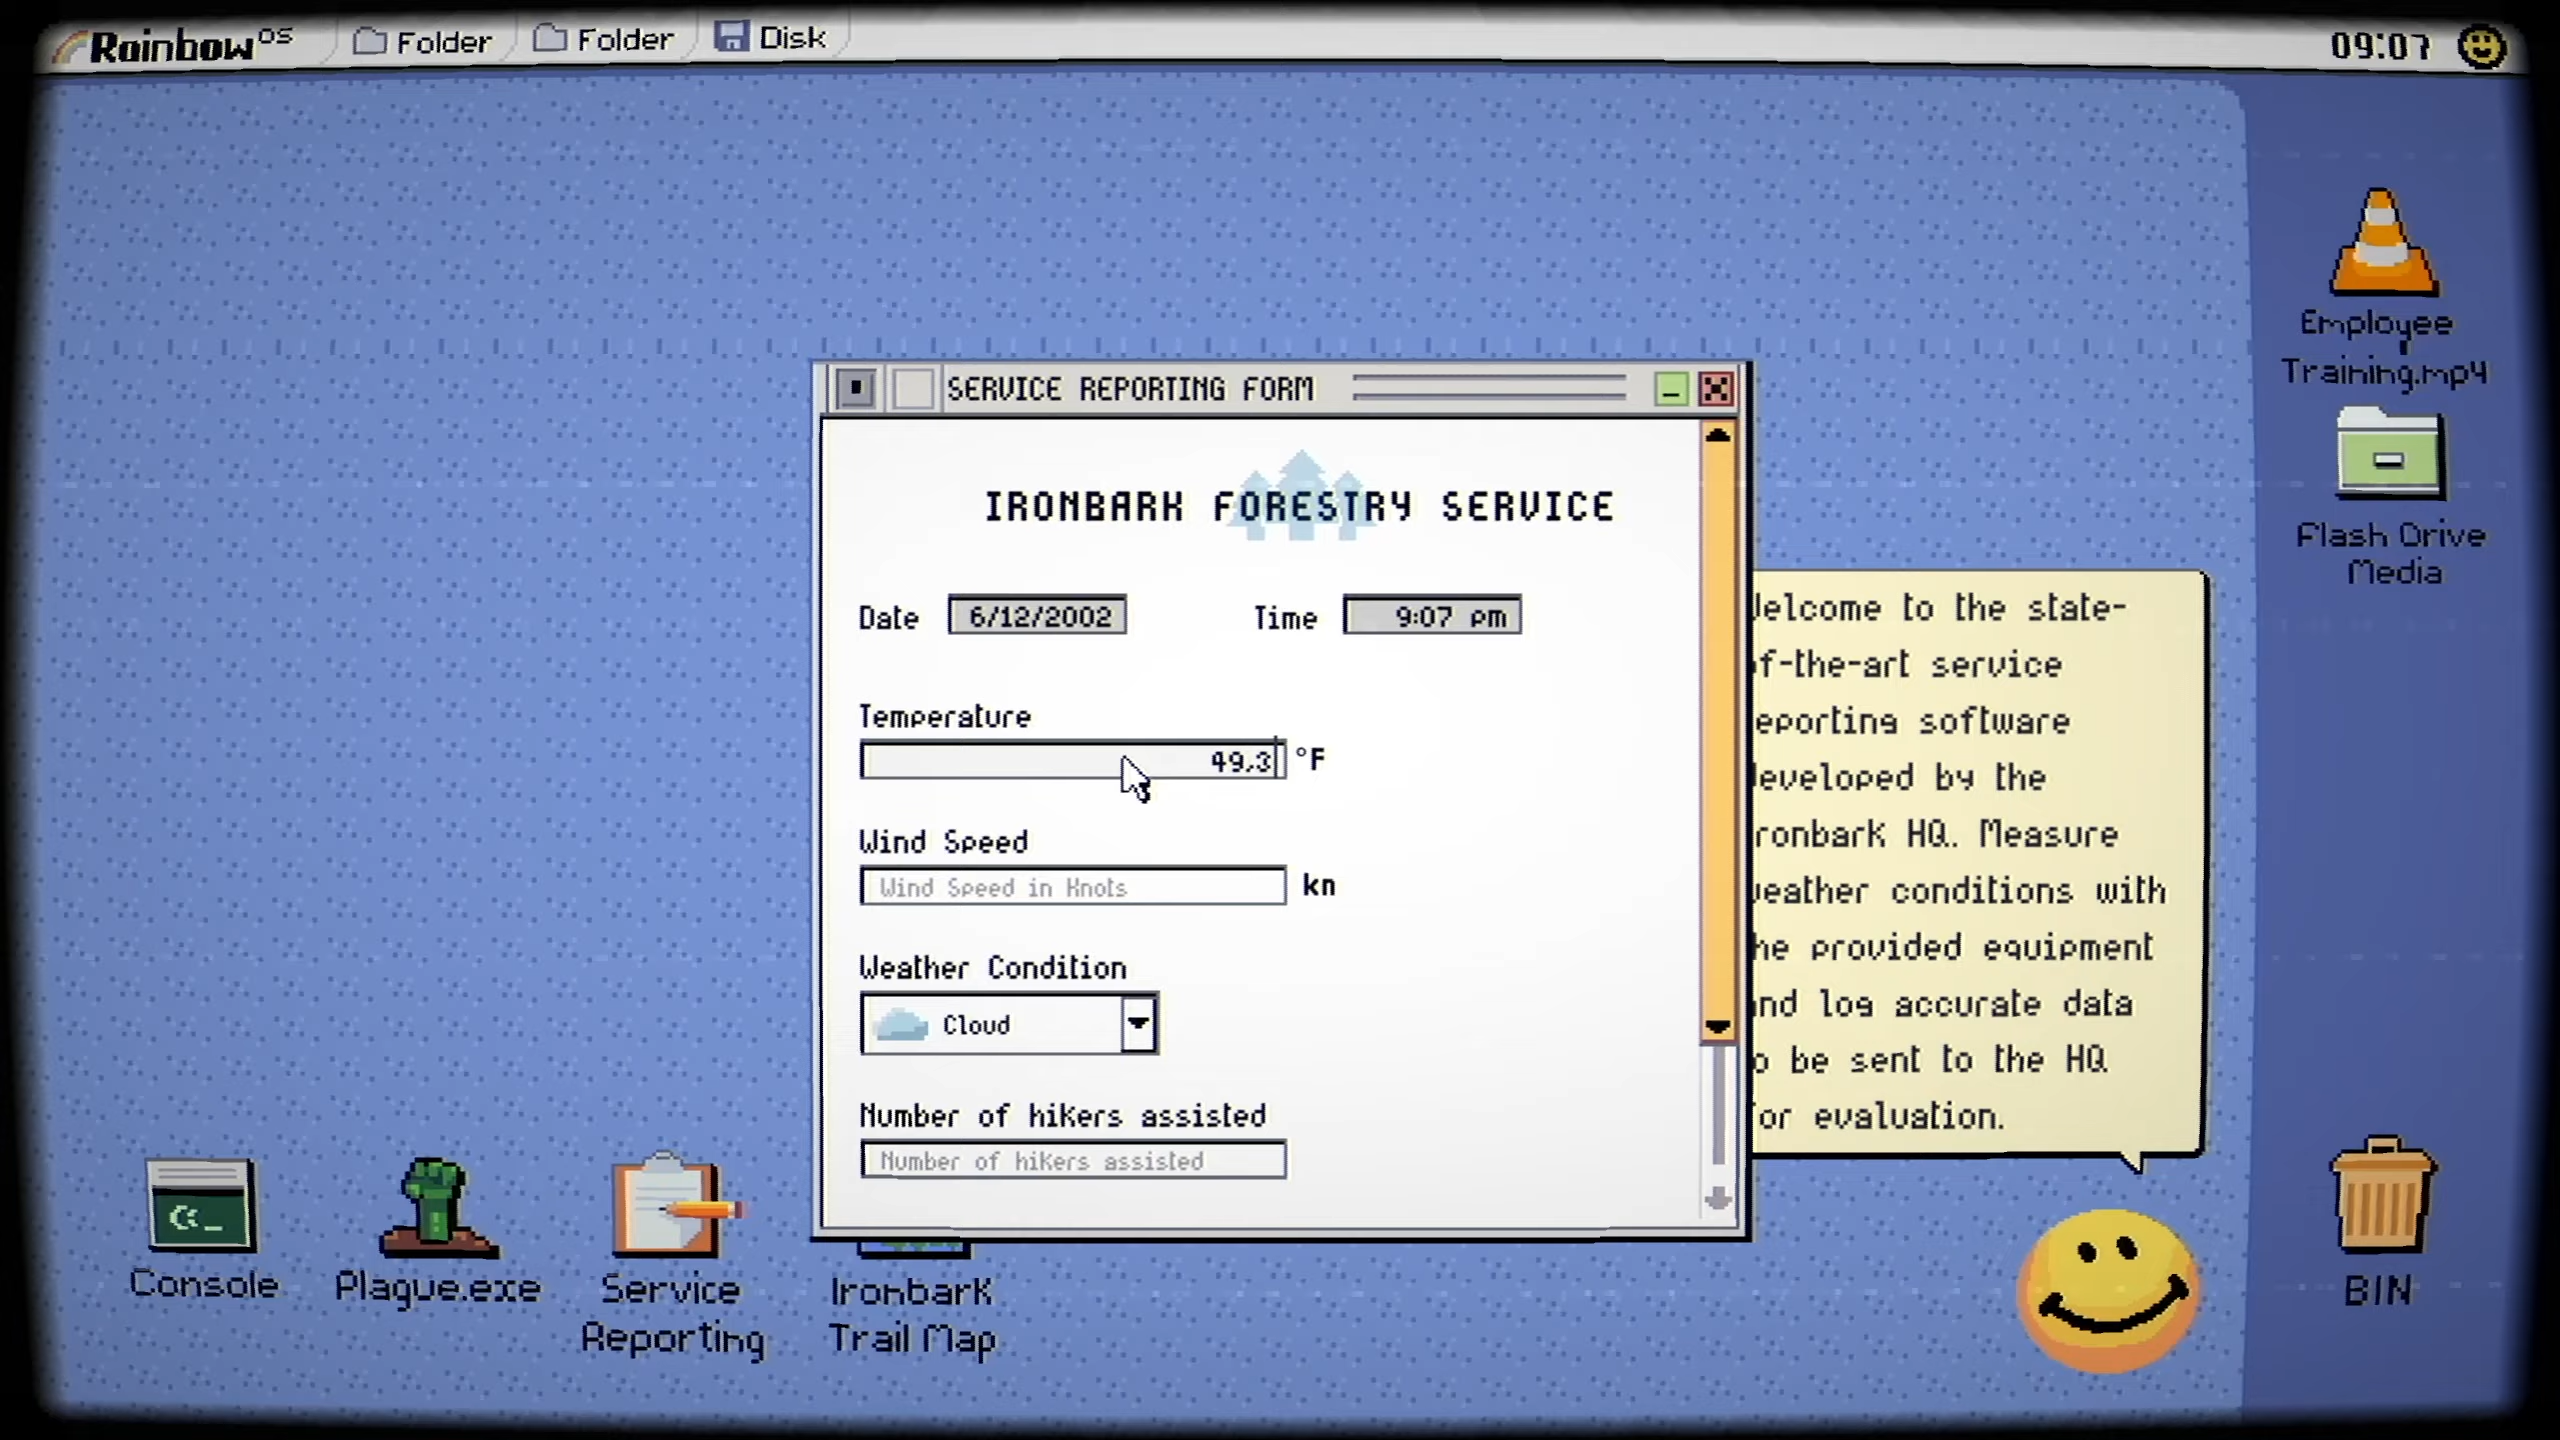 Rainbow OS
Folder
Folder
Disk
09:07
Employee
Training.mp4
Flash Drive
Media
SERVICE REPORTING FORM
IRONBARK FORESTRY SERVICE
Date 6/12/2002
Time 9:07 pm
Temperature
49.3 °F
Wind Speed
Wind Speed in Knots kn
Weather Condition
Cloud
Number of hikers assisted
Number of hikers assisted
elcome to the state-
f-the-art service
eporting software
eveloped by the
ronbark HQ. Measure
eather conditions with
he provided equipment
nd log accurate data
o be sent to the HQ
or evaluation.
Console
Plague.exe
Service
Reporting
Ironbark
Trail Map
BIN